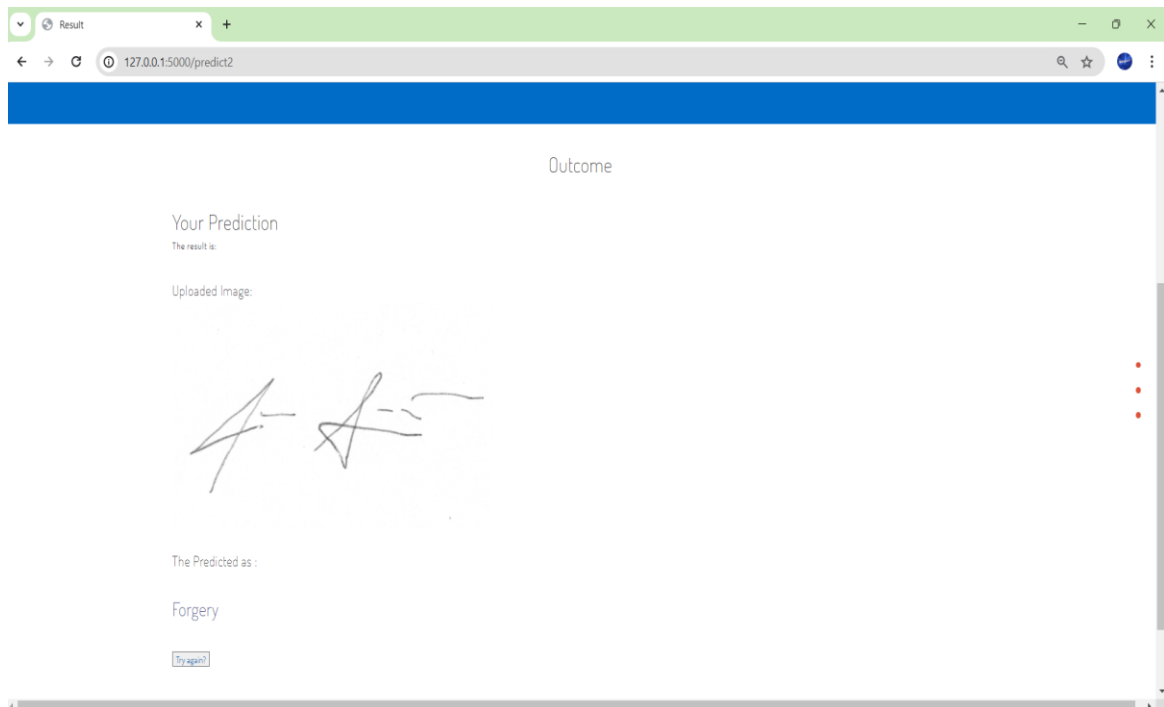 Result
127.0.0.1:5000/predict2
Outcome
Your Prediction
The result is:
Uploaded Image:
The Predicted as :
Forgery
Try again?